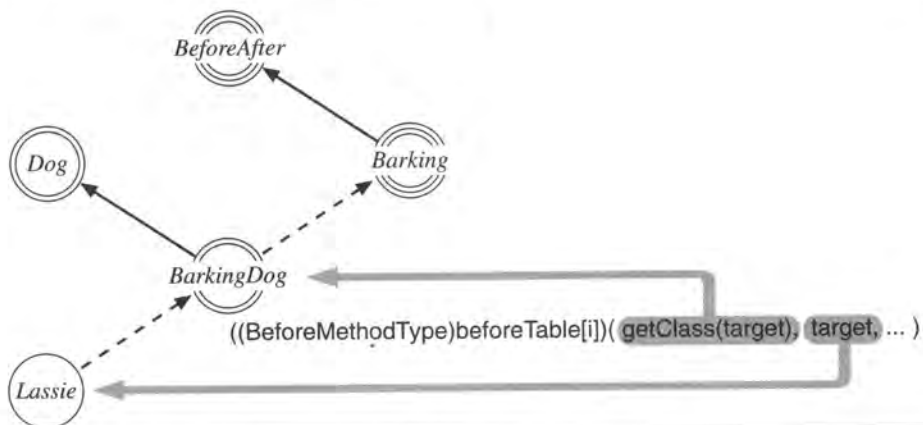 BeforeAfter
Dog
Barking
BarkingDog
((BeforeMethodType)beforeTable[i])( getClass(target), target, ... )
Lassie